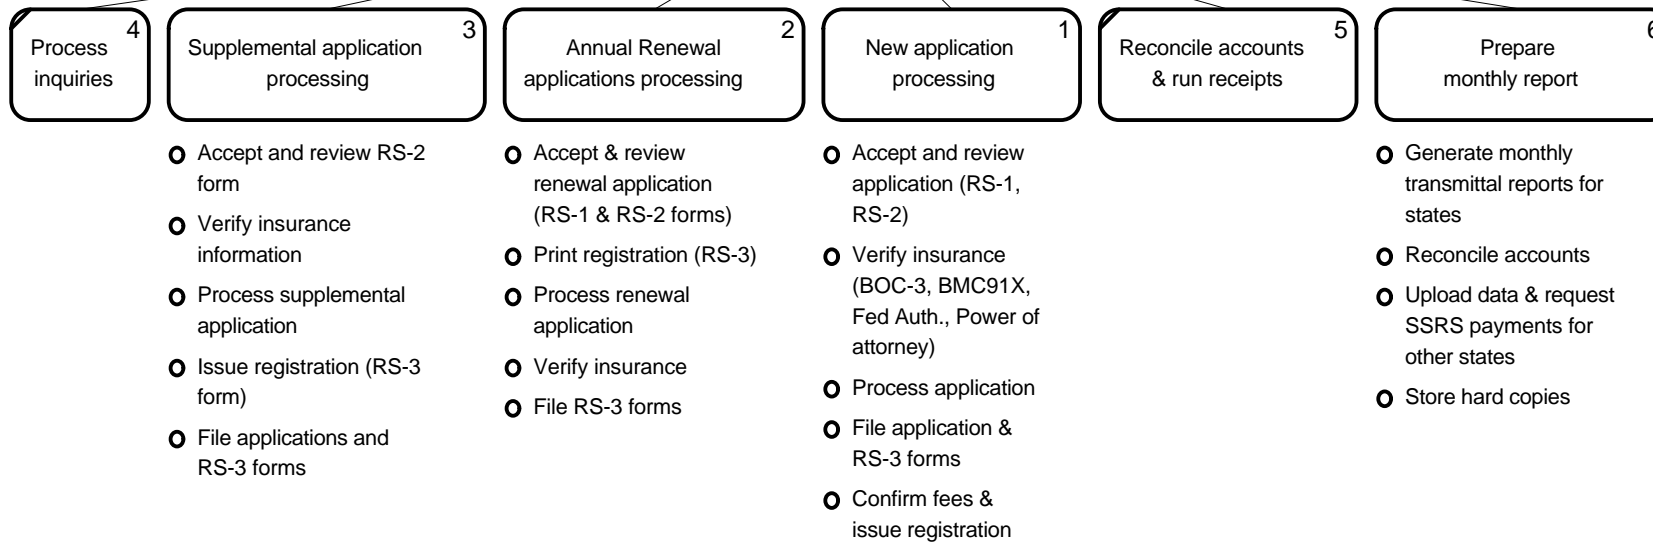 4
Process
inquiries
3
Supplemental application
processing
2
Annual Renewal
applications processing
1
New application
processing
5
Reconcile accounts
& run receipts
6
Prepare
monthly report
Accept and review RS-2
form
Verify insurance
information
Process supplemental
application
Issue registration (RS-3
form)
File applications and
RS-3 forms
Accept & review
renewal application
(RS-1 & RS-2 forms)
Print registration (RS-3)
Process renewal
application
Verify insurance
File RS-3 forms
Accept and review
application (RS-1,
RS-2)
Verify insurance
(BOC-3, BMC91X,
Fed Auth., Power of
attorney)
Process application
File application &
RS-3 forms
Confirm fees &
issue registration
Generate monthly
transmittal reports for
states
Reconcile accounts
Upload data & request
SSRS payments for
other states
Store hard copies